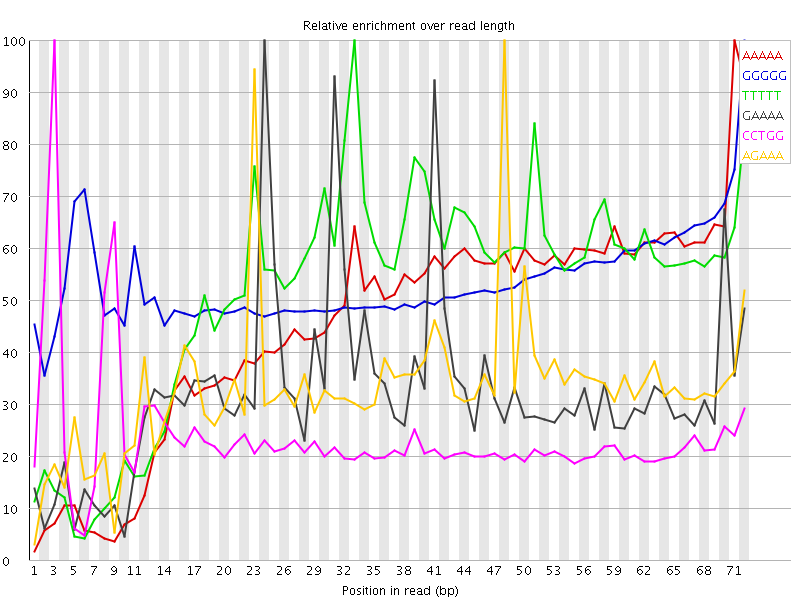 Relative enrichment over read length
100
90
80
70
60
50
40
30
20
10
0
AAAAA
GGGGG
TTTTT
GAAAA
CCTGG
AGAAA
1 3 5 7 9 11 14 17 20 23 26 29 32 35 38 41 44 47 50 53 56 59 62 65 68 71
Position in read (bp)